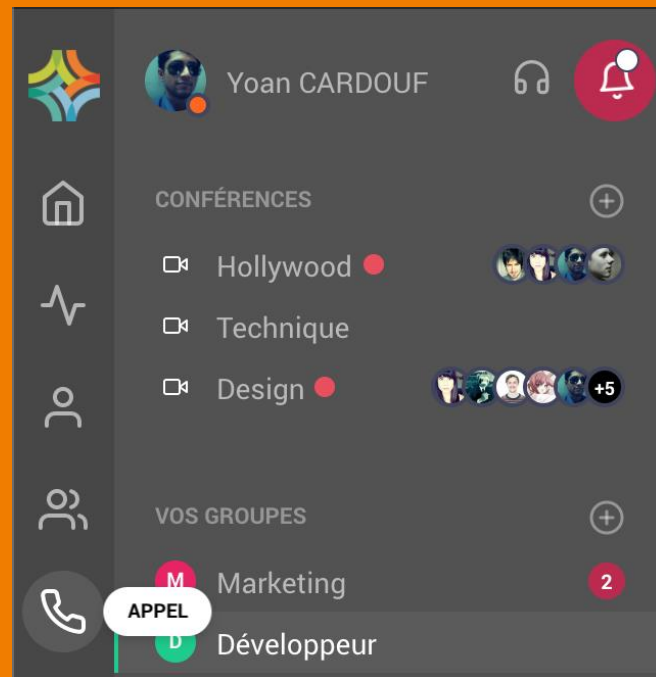 Yoan CARDOUF
CONFÉRENCES
Hollywood
Technique
Design +5
VOS GROUPES
M Marketing 2
APPEL
D Développeur